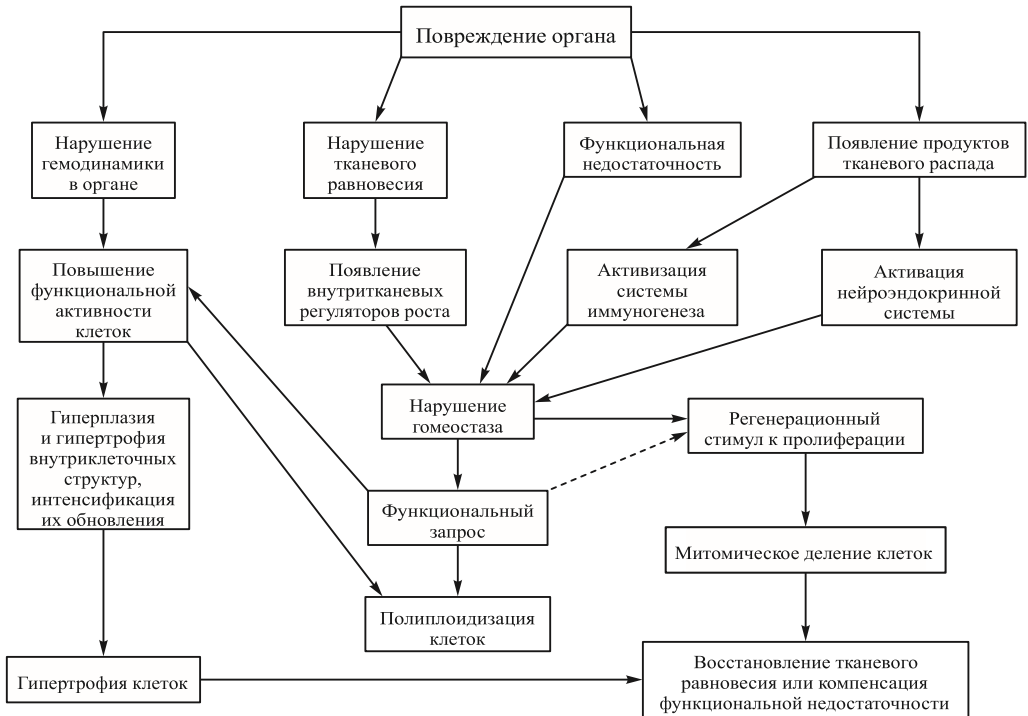 Повреждение органа
Нарушение
гемодинамики
в органе
Нарушение
тканевого
равновесия
Функциональная
недостаточность
Появление продуктов
тканевого распада
Повышение
функциональной
активности
клеток
Появление
внутритканевых
регуляторов роста
Активизация
системы
иммуногенеза
Активация
нейроэндокринной
системы
Нарушение
гомеостаза
Гиперплазия
и гипертрофия
внутриклеточных
структур,
интенсификация
их обновления
Регенерационный
стимул к пролиферации
Функциональный
запрос
Митомическое деление клеток
Полиплоидизация
клеток
Гипертрофия клеток
Восстановление тканевого
равновесия или компенсация
функциональной недостаточности